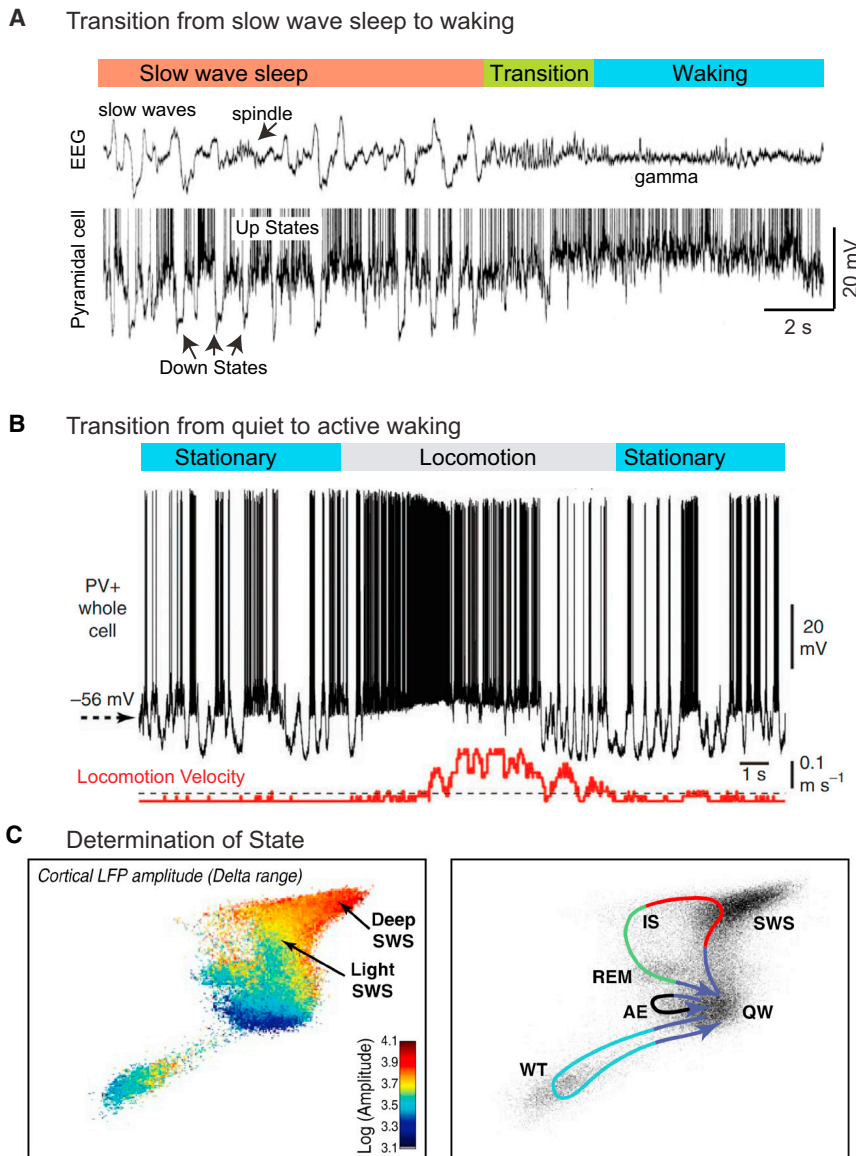 A Transition from slow wave sleep to waking
Slow wave sleep Transition Waking
slow waves spindle
EEG
gamma
Pyramidal cell
Up States
20 mV
2 s
Down States
B Transition from quiet to active waking
Stationary Locomotion Stationary
PV+
whole
cell
20
mV
–56 mV
Locomotion Velocity
1 s
0.1
m s⁻¹
C Determination of State
Cortical LFP amplitude (Delta range)
Deep
SWS
Light
SWS
Log (Amplitude)
4.1
3.9
3.7
3.5
3.3
3.1
IS
SWS
REM
AE
QW
WT